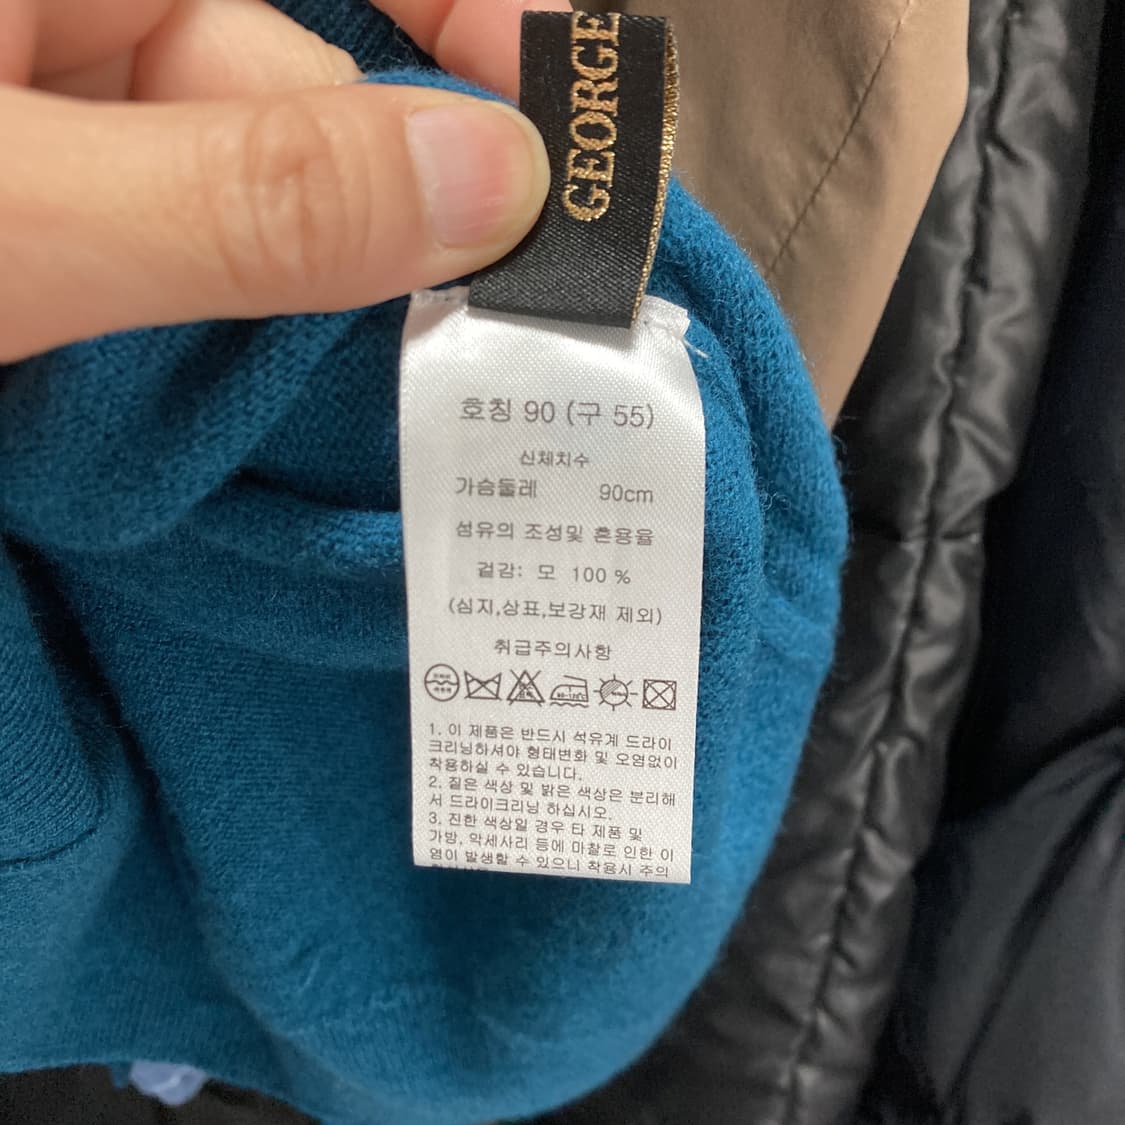 GEORGE
호칭 90 (구 55)
신체치수
가슴둘레 90cm
섬유의 조성및 혼용율
겉감: 모 100 %
(심지,상표,보강재 제외)
취급주의사항
1. 이 제품은 반드시 석유계 드라이
크리닝하셔야 형태변화 및 오염없이
착용하실 수 있습니다.
2. 짙은 색상 및 밝은 색상은 분리해
서 드라이크리닝 하십시오.
3. 진한 색상일 경우 타 제품 및
가방, 악세사리 등에 마찰로 인한 이
염이 발생할 수 있으니 착용시 주의